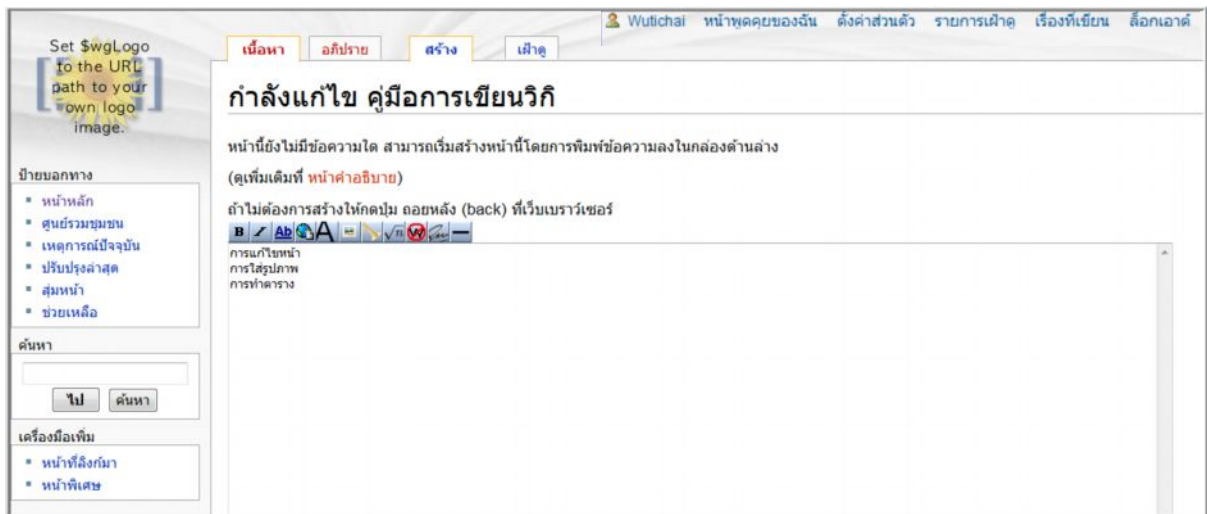 Wutichai หน้าพูดคุยของฉัน ตั้งค่าส่วนตัว รายการเฝ้าดู เรื่องที่เขียน ล็อกเอาต์
Set $wgLogo
to the URL
path to your
own logo
image.
เนื้อหา อภิปราย สร้าง เฝ้าดู
กำลังแก้ไข คู่มือการเขียนวิกิ
หน้านี้ยังไม่มีข้อความใด สามารถเริ่มสร้างหน้านี้โดยการพิมพ์ข้อความลงในกล่องด้านล่าง
(ดูเพิ่มเติมที่ หน้าคำอธิบาย)
ถ้าไม่ต้องการสร้างให้กดปุ่ม ถอยหลัง (back) ที่เว็บเบราว์เซอร์
B I Ab A √n W
การแก้ไขหน้า
การใส่รูปภาพ
การทำตาราง
ป้ายบอกทาง
หน้าหลัก
ศูนย์รวมชุมชน
เหตุการณ์ปัจจุบัน
ปรับปรุงล่าสุด
สุ่มหน้า
ช่วยเหลือ
ค้นหา
ไป ค้นหา
เครื่องมือเพิ่ม
หน้าที่ลิงก์มา
หน้าพิเศษ